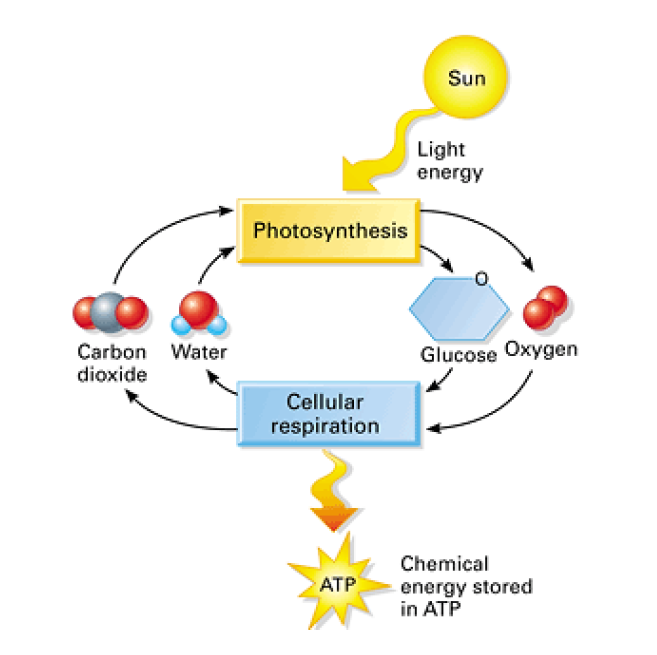 Sun
Light
energy
Photosynthesis
O
Carbon
dioxide
Water
Glucose
Oxygen
Cellular
respiration
ATP
Chemical
energy stored
in ATP